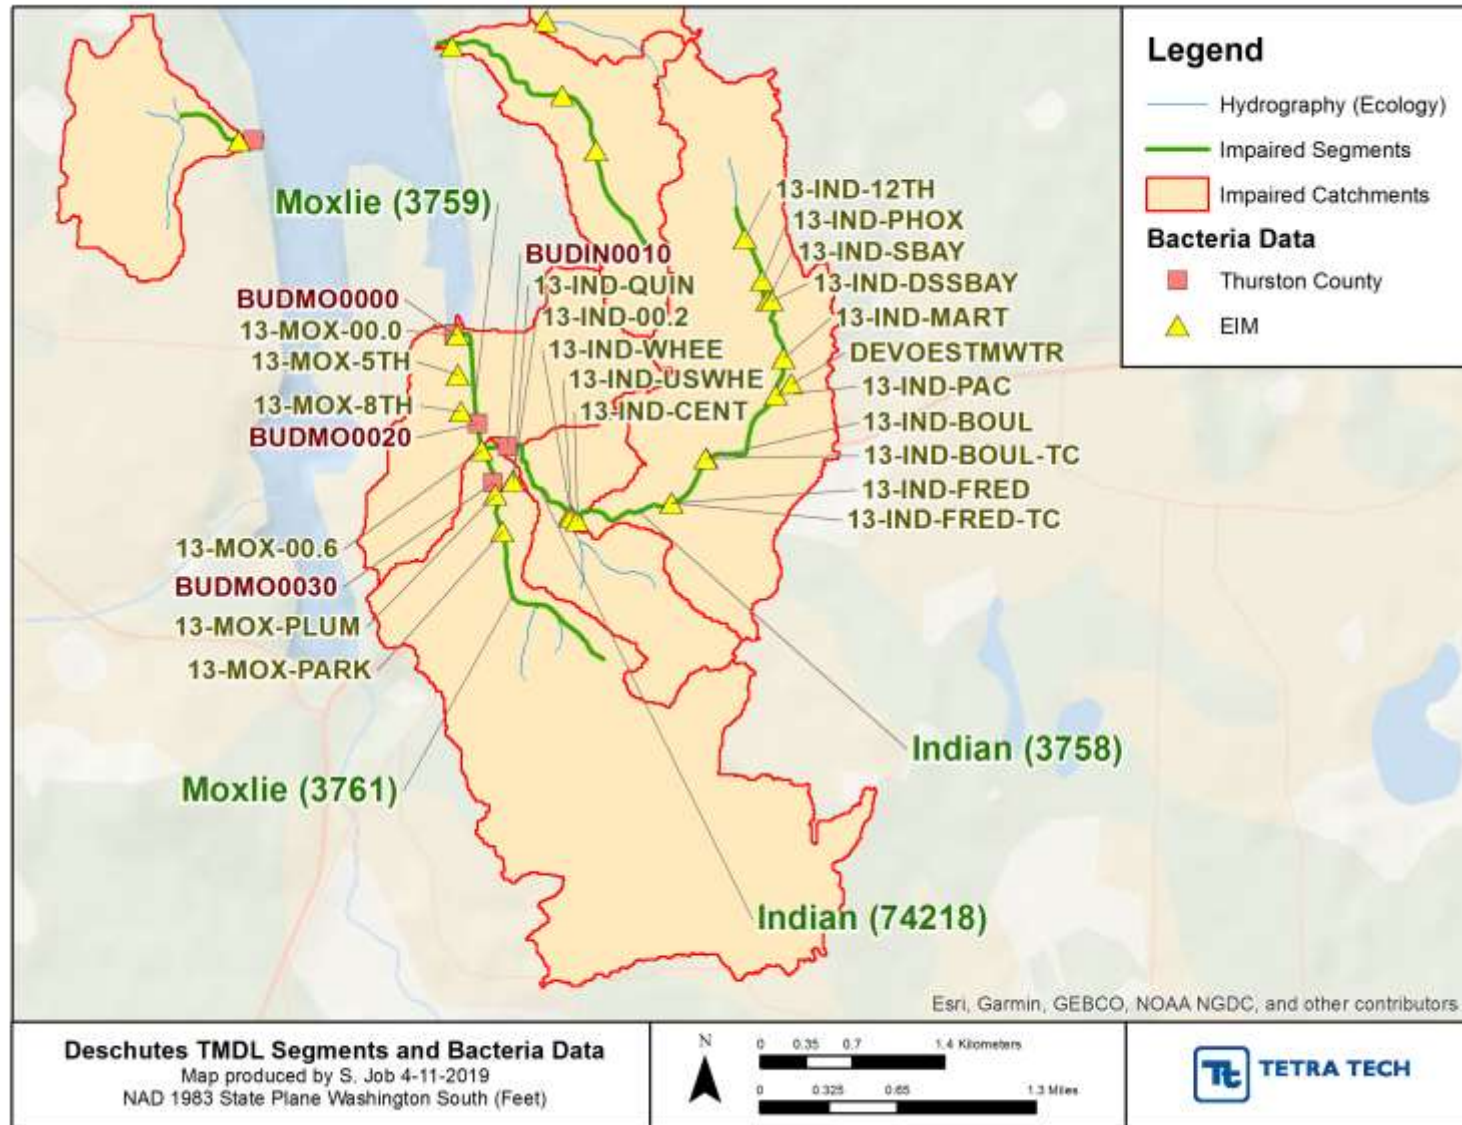 Legend
Hydrography (Ecology)
Impaired Segments
Impaired Catchments
Bacteria Data
Thurston County
EIM
Moxlie (3759)
BUDMO0000
13-MOX-00.0
13-MOX-5TH
13-MOX-8TH
BUDMO0020
13-MOX-00.6
BUDMO0030
13-MOX-PLUM
13-MOX-PARK
Moxlie (3761)
BUDIN0010
13-IND-QUIN
13-IND-00.2
13-IND-WHEE
13-IND-USWHE
13-IND-CENT
13-IND-12TH
13-IND-PHOX
13-IND-SBAY
13-IND-DSSBAY
13-IND-MART
DEVOESTMWTR
13-IND-PAC
13-IND-BOUL
13-IND-BOUL-TC
13-IND-FRED
13-IND-FRED-TC
Indian (3758)
Indian (74218)
Esri, Garmin, GEBCO, NOAA NGDC, and other contributors
Deschutes TMDL Segments and Bacteria Data
Map produced by S. Job 4-11-2019
NAD 1983 State Plane Washington South (Feet)
N
0 0.35 0.7 1.4 Kilometers
0 0.325 0.65 1.3 Miles
Tt TETRA TECH